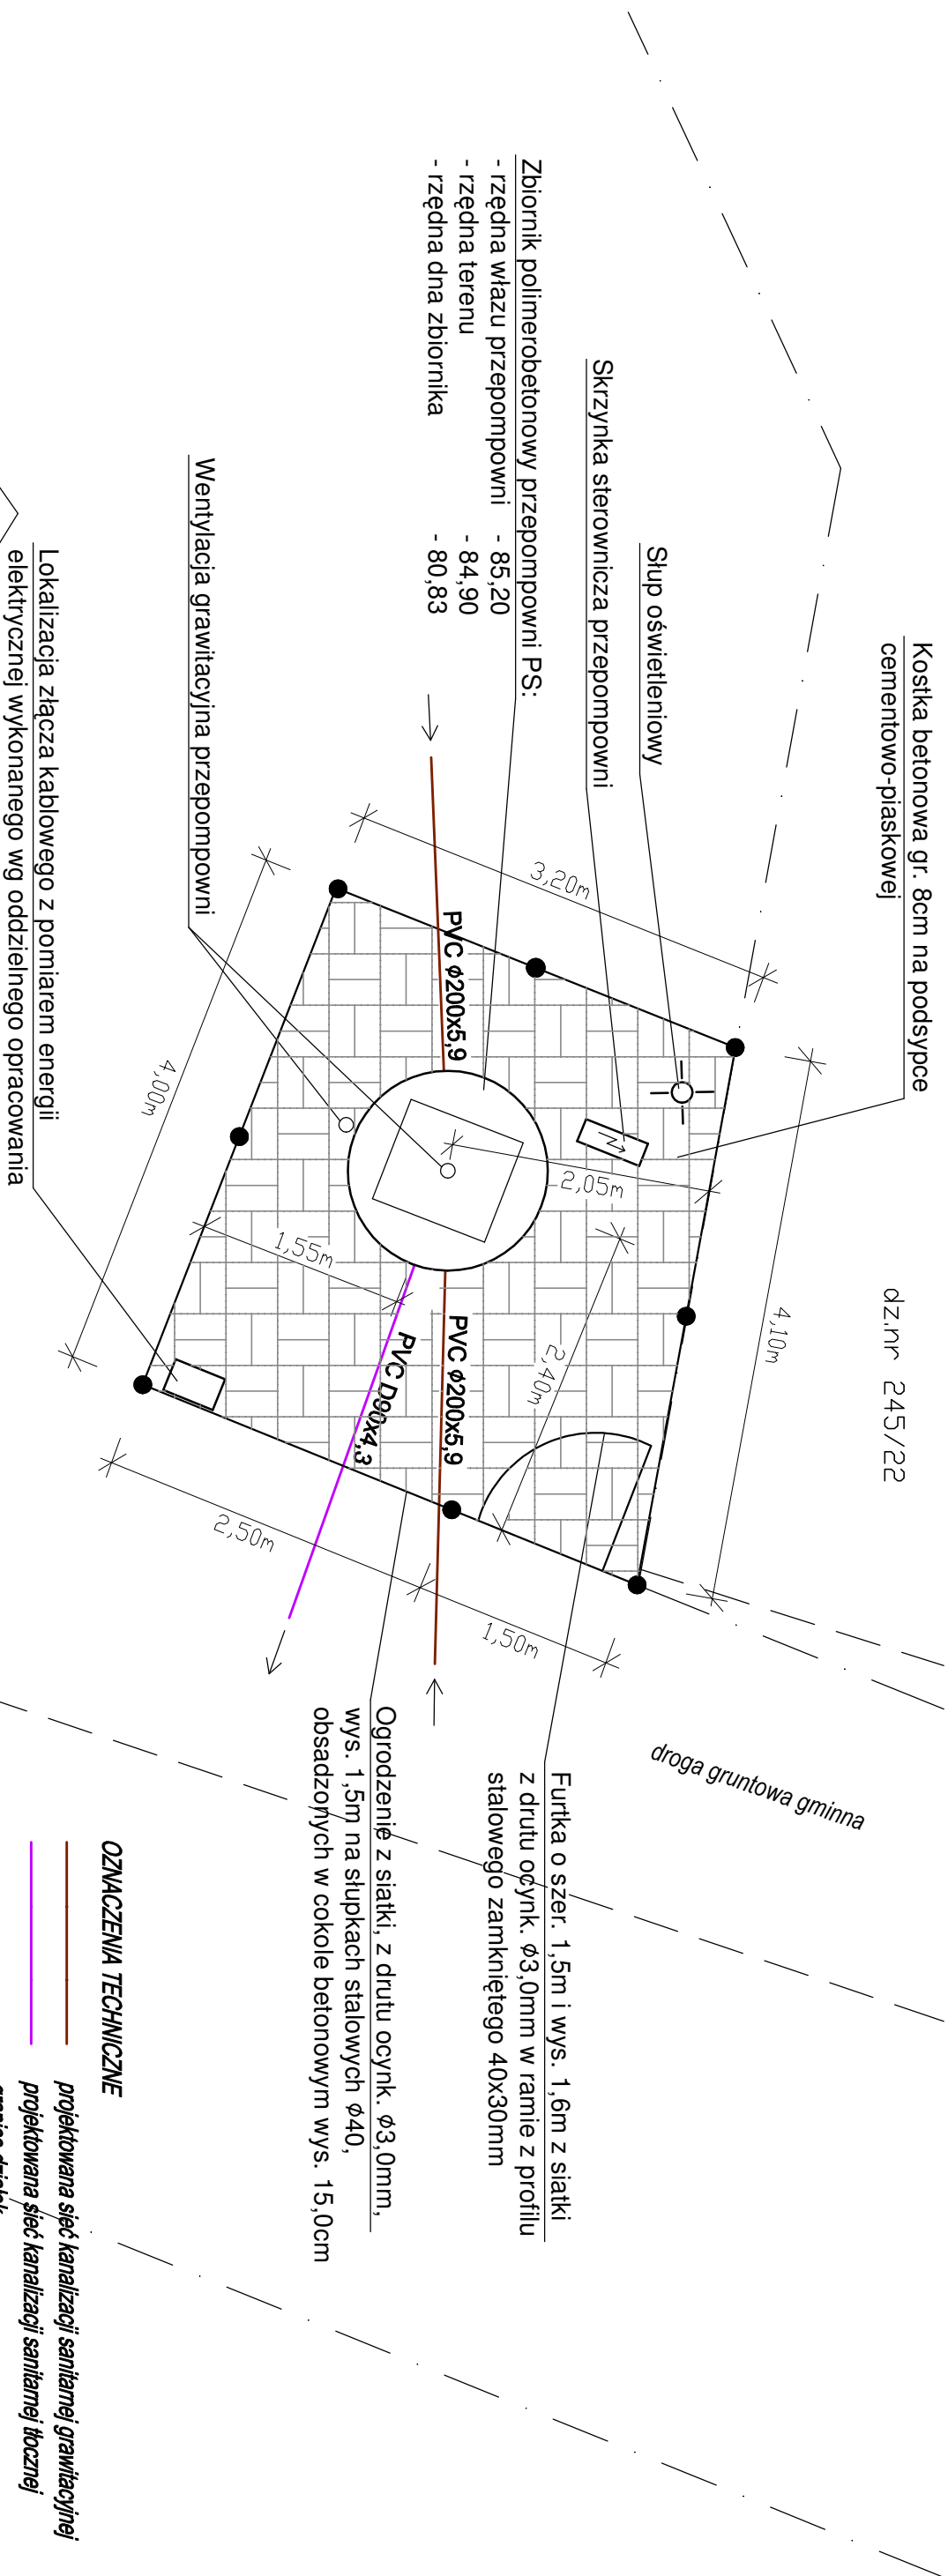 Kostka betonowa gr. 8cm na podsypce
cementowo-piaskowej
dz.nr 245/22
Słup oświetleniowy
Skrzynka sterownicza przepompowni
Zbiornik polimerobetonowy przepompowni PS:
- rzędna włazu przepompowni - 85,20
- rzędna terenu - 84,90
- rzędna dna zbiornika - 80,83
Wentylacja grawitacyjna przepompowni
Lokalizacja złącza kablowego z pomiarem energii
elektrycznej wykonanego wg oddzielnego opracowania
3,20m
4,10m
4,00m
2,05m
1,55m
2,40m
2,50m
1,50m
PVC ϕ200x5,9
PVC ϕ200x5,9
PVC D90x4,3
droga gruntowa gminna
Furtka o szer. 1,5m i wys. 1,6m z siatki
z drutu ocynk. ϕ3,0mm w ramie z profilu
stalowego zamkniętego 40x30mm
Ogrodzenie z siatki, z drutu ocynk. ϕ3,0mm,
wys. 1,5m na słupkach stalowych ϕ40,
obsadzonych w cokole betonowym wys. 15,0cm
OZNACZENIA TECHNICZNE
projektowana sieć kanalizacji sanitarnej grawitacyjnej
projektowana sieć kanalizacji sanitarnej tłocznej